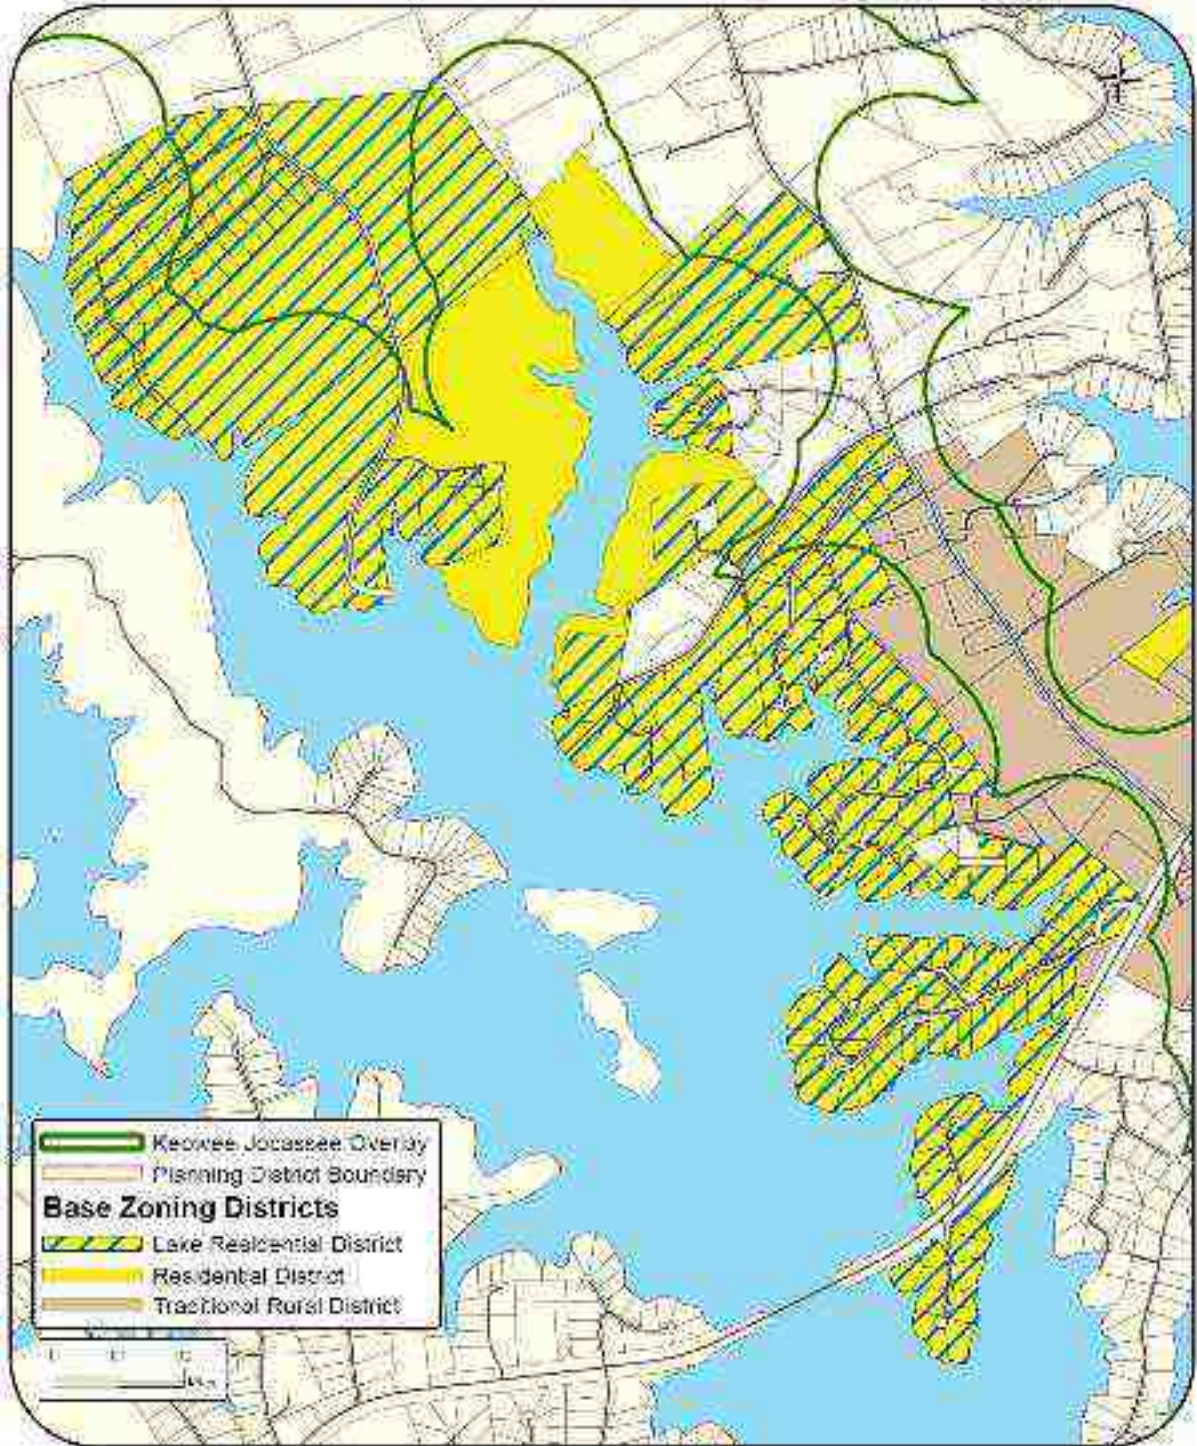 Keowee Jocassee Overlay
Planning District Boundary
Base Zoning Districts
Lake Residential District
Residential District
Traditional Rural District